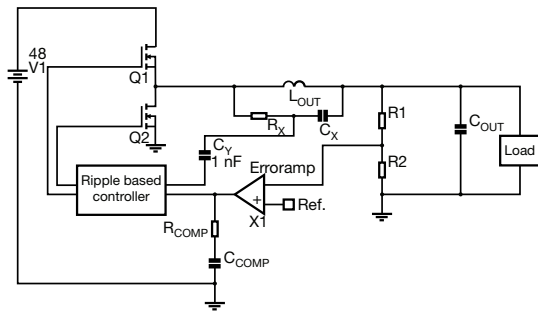 48
V1
Q1
Q2
L_OUT
R_X
C_X
C_Y
1 nF
R1
R2
C_OUT
Load
Erroramp
+
X1
Ref.
Ripple based
controller
R_COMP
C_COMP